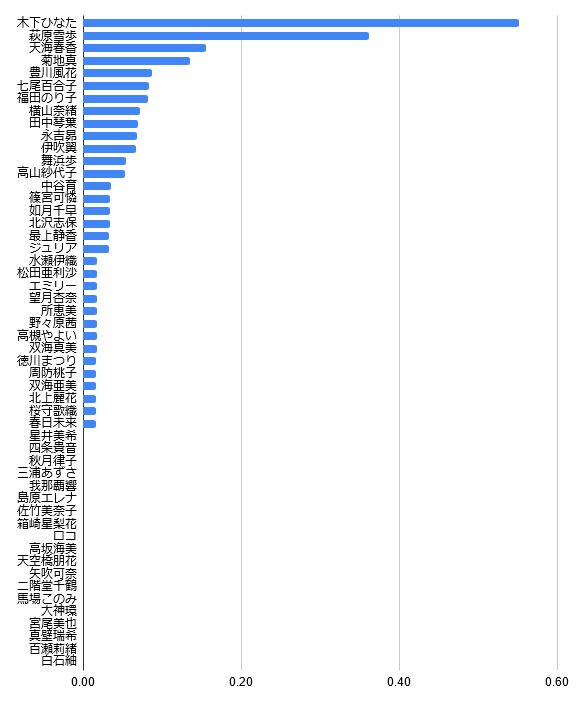 木下ひなた
萩原雪歩
天海春香
菊地真
豊川風花
七尾百合子
福田のり子
横山奈緒
田中琴葉
永吉昴
伊吹翼
舞浜歩
高山紗代子
中谷育
篠宮可憐
如月千早
北沢志保
最上静香
ジュリア
水瀬伊織
松田亜利沙
エミリー
望月杏奈
所恵美
野々原茜
高槻やよい
双海真美
徳川まつり
周防桃子
双海亜美
北上麗花
桜守歌織
春日未来
星井美希
四条貴音
秋月律子
三浦あずさ
我那覇響
島原エレナ
佐竹美奈子
箱崎星梨花
ロコ
高坂海美
天空橋朋花
矢吹可奈
二階堂千鶴
馬場このみ
大神環
宮尾美也
真壁瑞希
百瀬莉緒
白石紬
0.00 0.20 0.40 0.60